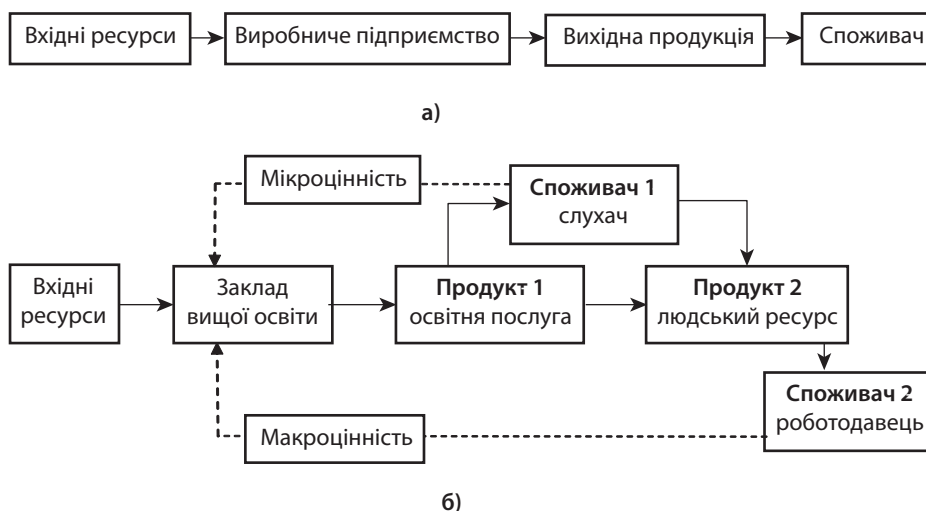 Вхідні ресурси
Виробниче підприємство
Вихідна продукція
Споживач
а)
Мікроцінність
Споживач 1
слухач
Вхідні
ресурси
Заклад
вищої освіти
Продукт 1
освітня послуга
Продукт 2
людський ресурс
Споживач 2
роботодавець
Макроцінність
б)